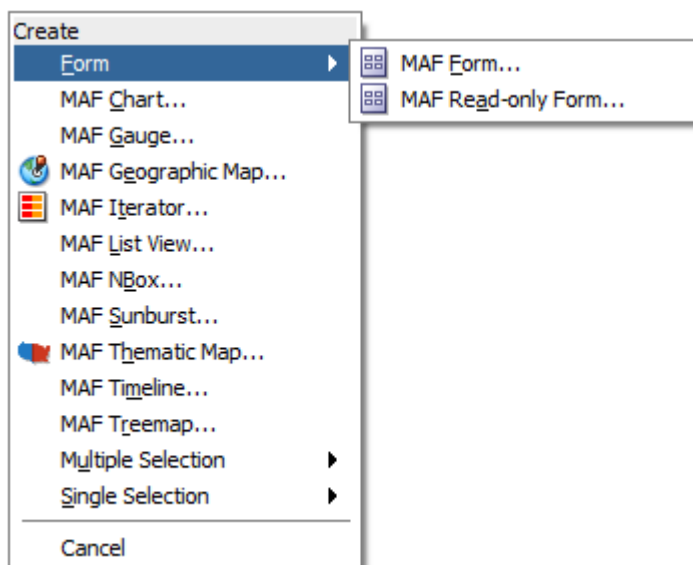 Create
Form
MAF Form...
MAF Read-only Form...
MAF Chart...
MAF Gauge...
MAF Geographic Map...
MAF Iterator...
MAF List View...
MAF NBox...
MAF Sunburst...
MAF Thematic Map...
MAF Timeline...
MAF Treemap...
Multiple Selection
Single Selection
Cancel